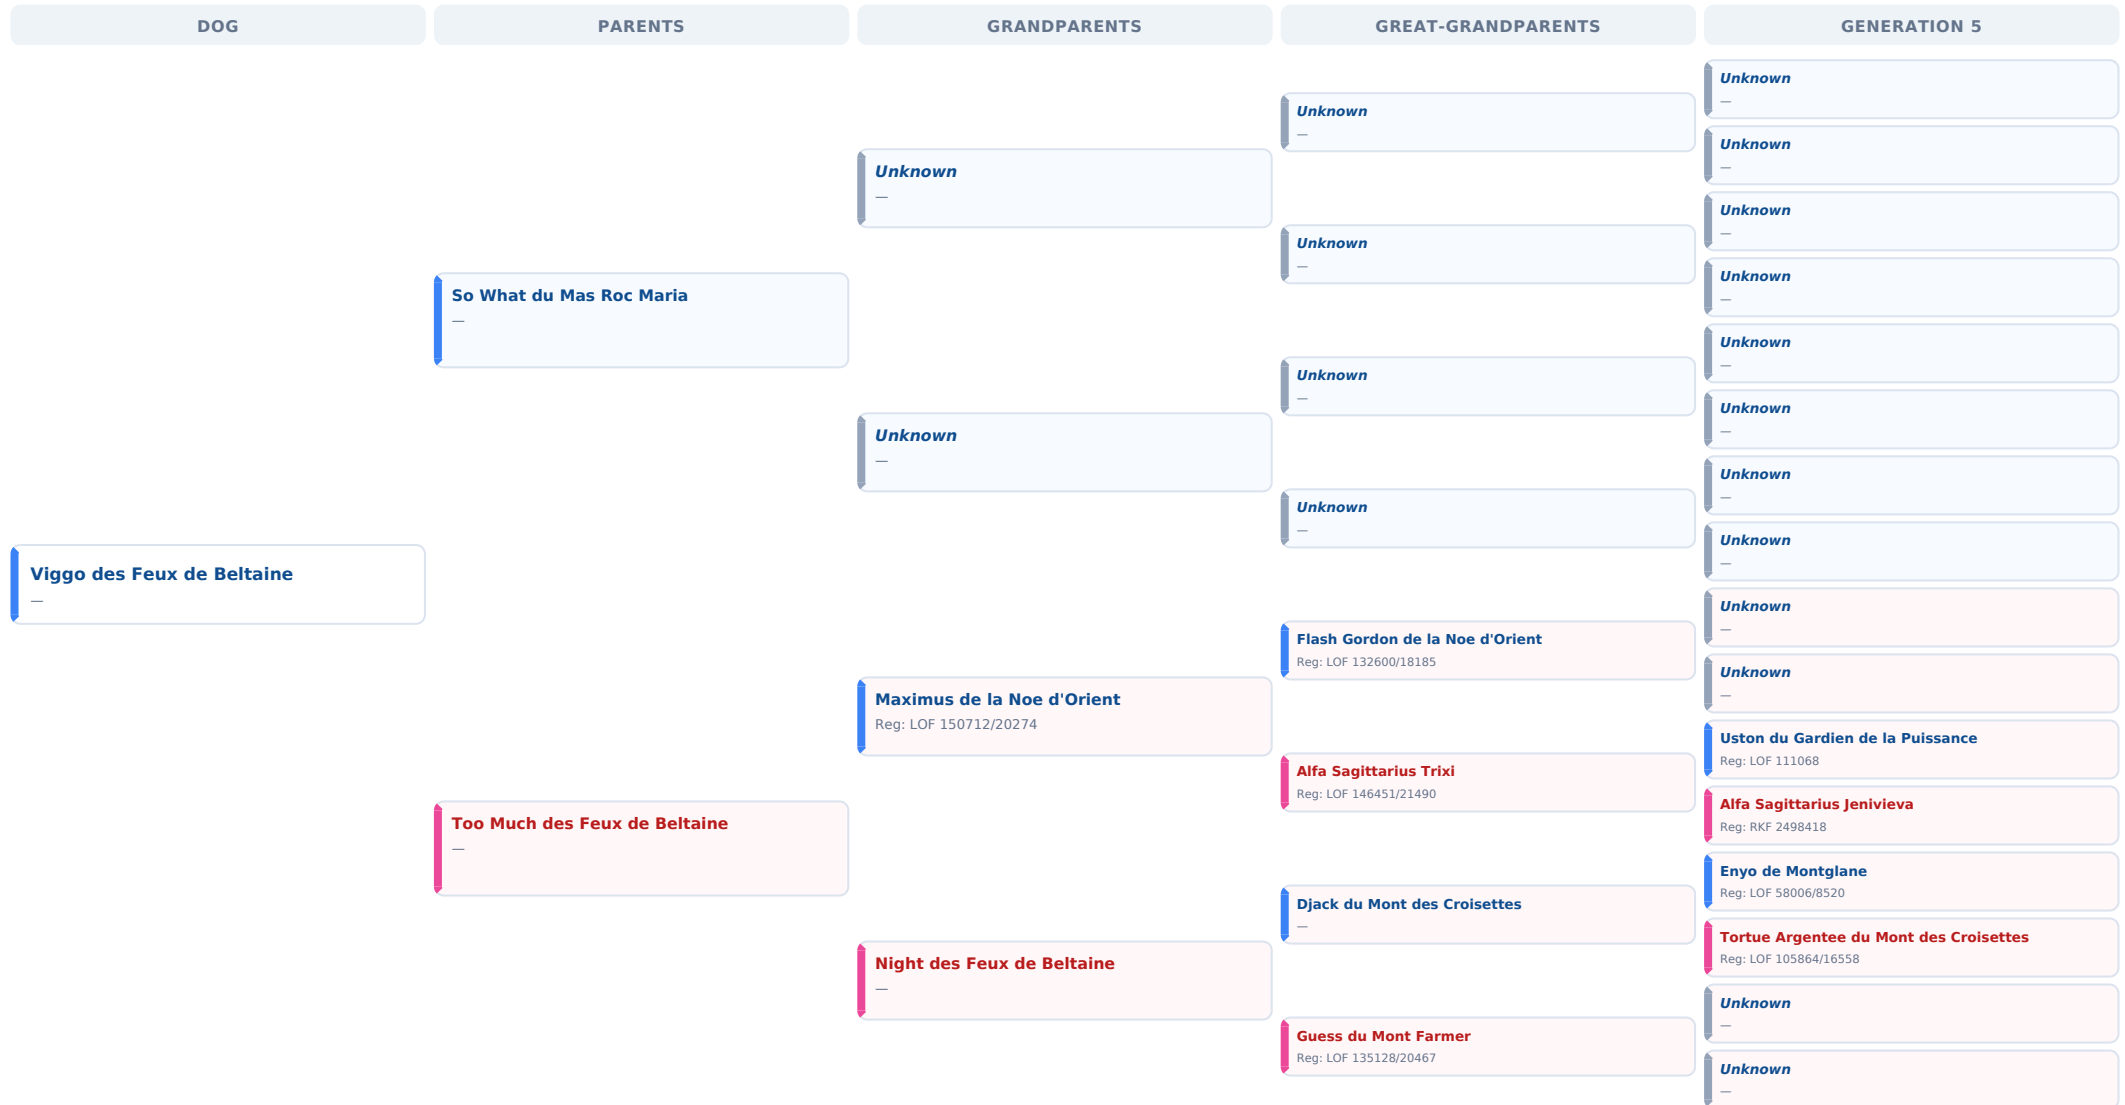 DOG
PARENTS
GRANDPARENTS
GREAT-GRANDPARENTS
GENERATION 5
Viggo des Feux de Beltaine
—
So What du Mas Roc Maria
—
Too Much des Feux de Beltaine
—
Unknown
—
Unknown
—
Maximus de la Noe d'Orient
Reg: LOF 150712/20274
Night des Feux de Beltaine
—
Unknown
—
Unknown
—
Unknown
—
Unknown
—
Flash Gordon de la Noe d'Orient
Reg: LOF 132600/18185
Alfa Sagittarius Trixi
Reg: LOF 146451/21490
Djack du Mont des Croisettes
—
Guess du Mont Farmer
Reg: LOF 135128/20467
Unknown
—
Unknown
—
Unknown
—
Unknown
—
Unknown
—
Unknown
—
Unknown
—
Unknown
—
Unknown
—
Unknown
—
Uston du Gardien de la Puissance
Reg: LOF 111068
Alfa Sagittarius Jenivieva
Reg: RKF 2498418
Enyo de Montglane
Reg: LOF 58006/8520
Tortue Argentee du Mont des Croisettes
Reg: LOF 105864/16558
Unknown
—
Unknown
—